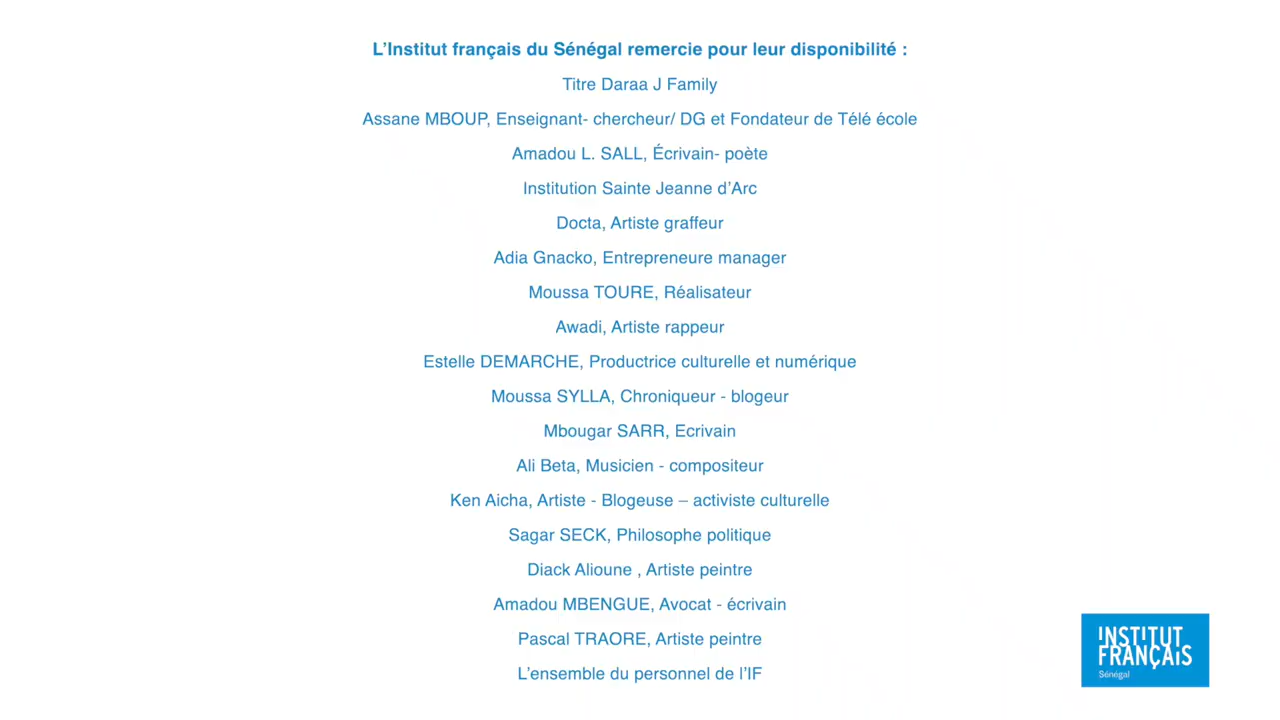 L'Institut français du Sénégal remercie pour leur disponibilité :
Titre Daraa J Family
Assane MBOUP, Enseignant- chercheur/ DG et Fondateur de Télé école
Amadou L. SALL, Écrivain- poète
Institution Sainte Jeanne d'Arc
Docta, Artiste graffeur
Adia Gnacko, Entrepreneure manager
Moussa TOURE, Réalisateur
Awadi, Artiste rappeur
Estelle DEMARCHE, Productrice culturelle et numérique
Moussa SYLLA, Chroniqueur - blogeur
Mbougar SARR, Ecrivain
Ali Beta, Musicien - compositeur
Ken Aicha, Artiste - Blogeuse – activiste culturelle
Sagar SECK, Philosophe politique
Diack Alioune , Artiste peintre
Amadou MBENGUE, Avocat - écrivain
Pascal TRAORE, Artiste peintre
L'ensemble du personnel de l'IF
INSTITUT
FRANÇAIS
Sénégal